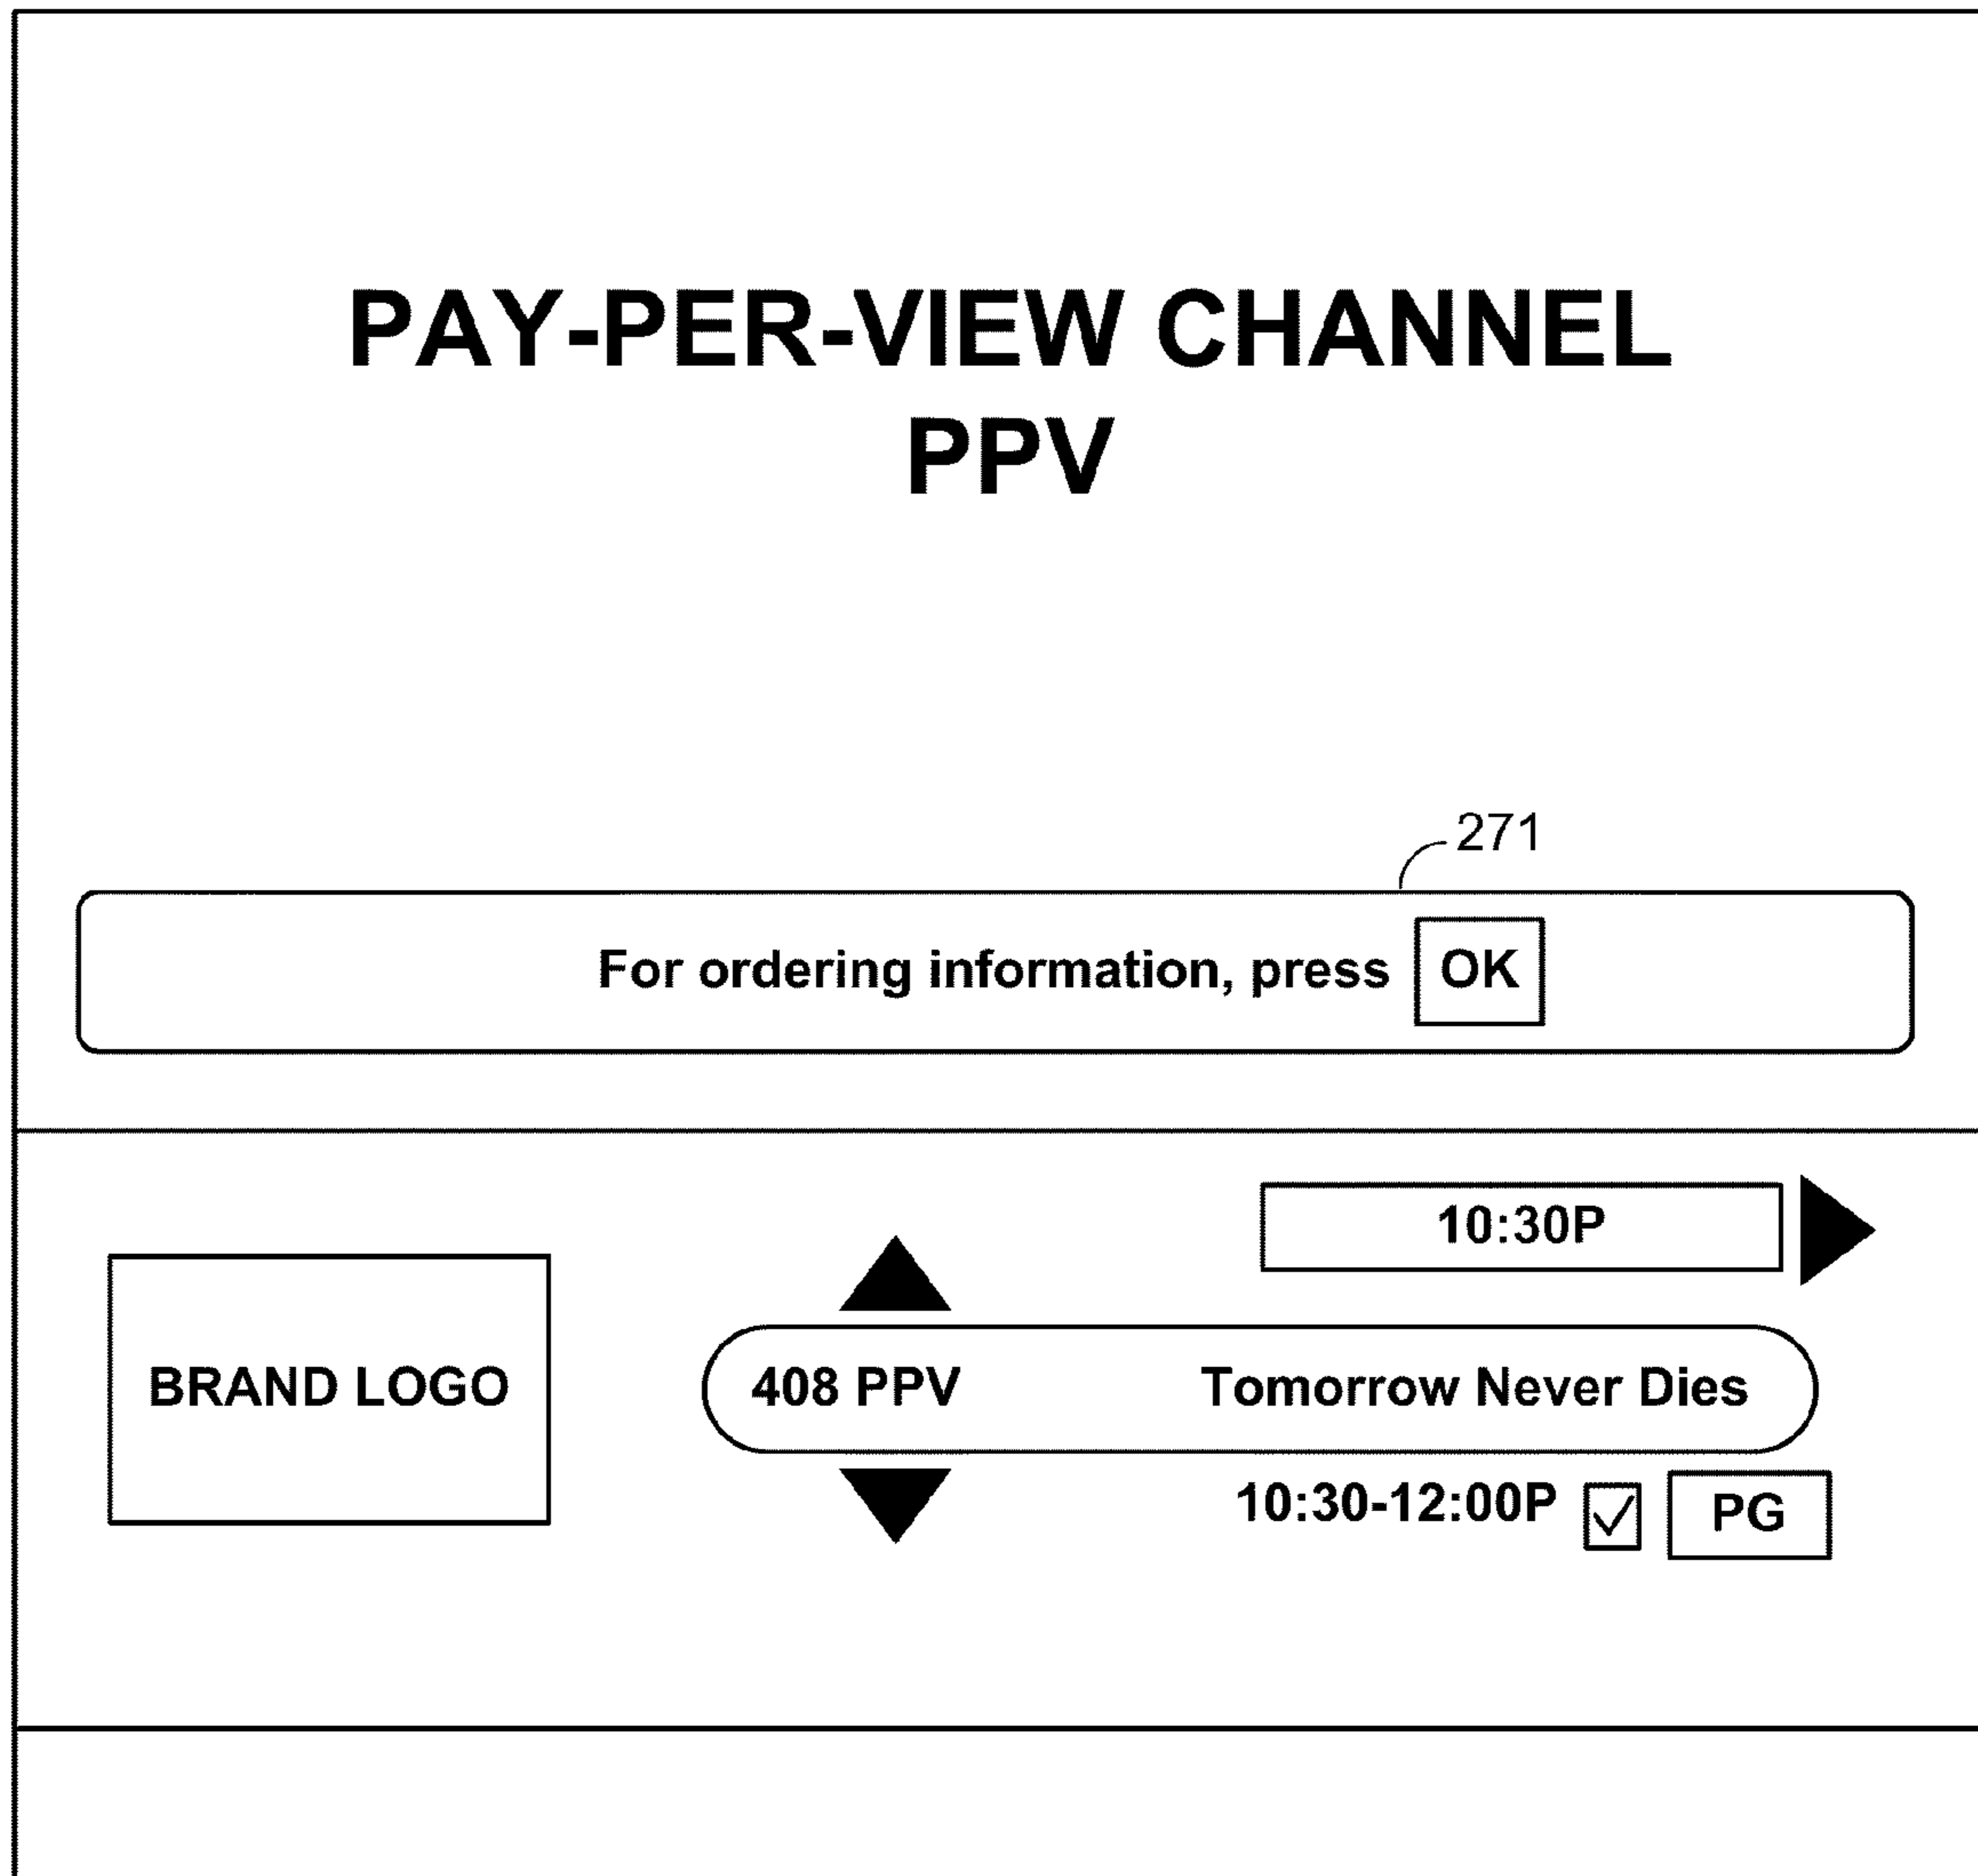 PAY-PER-VIEW CHANNEL
PPV
271
For ordering information, press OK
10:30P
BRAND LOGO
408 PPV Tomorrow Never Dies
10:30-12:00P PG